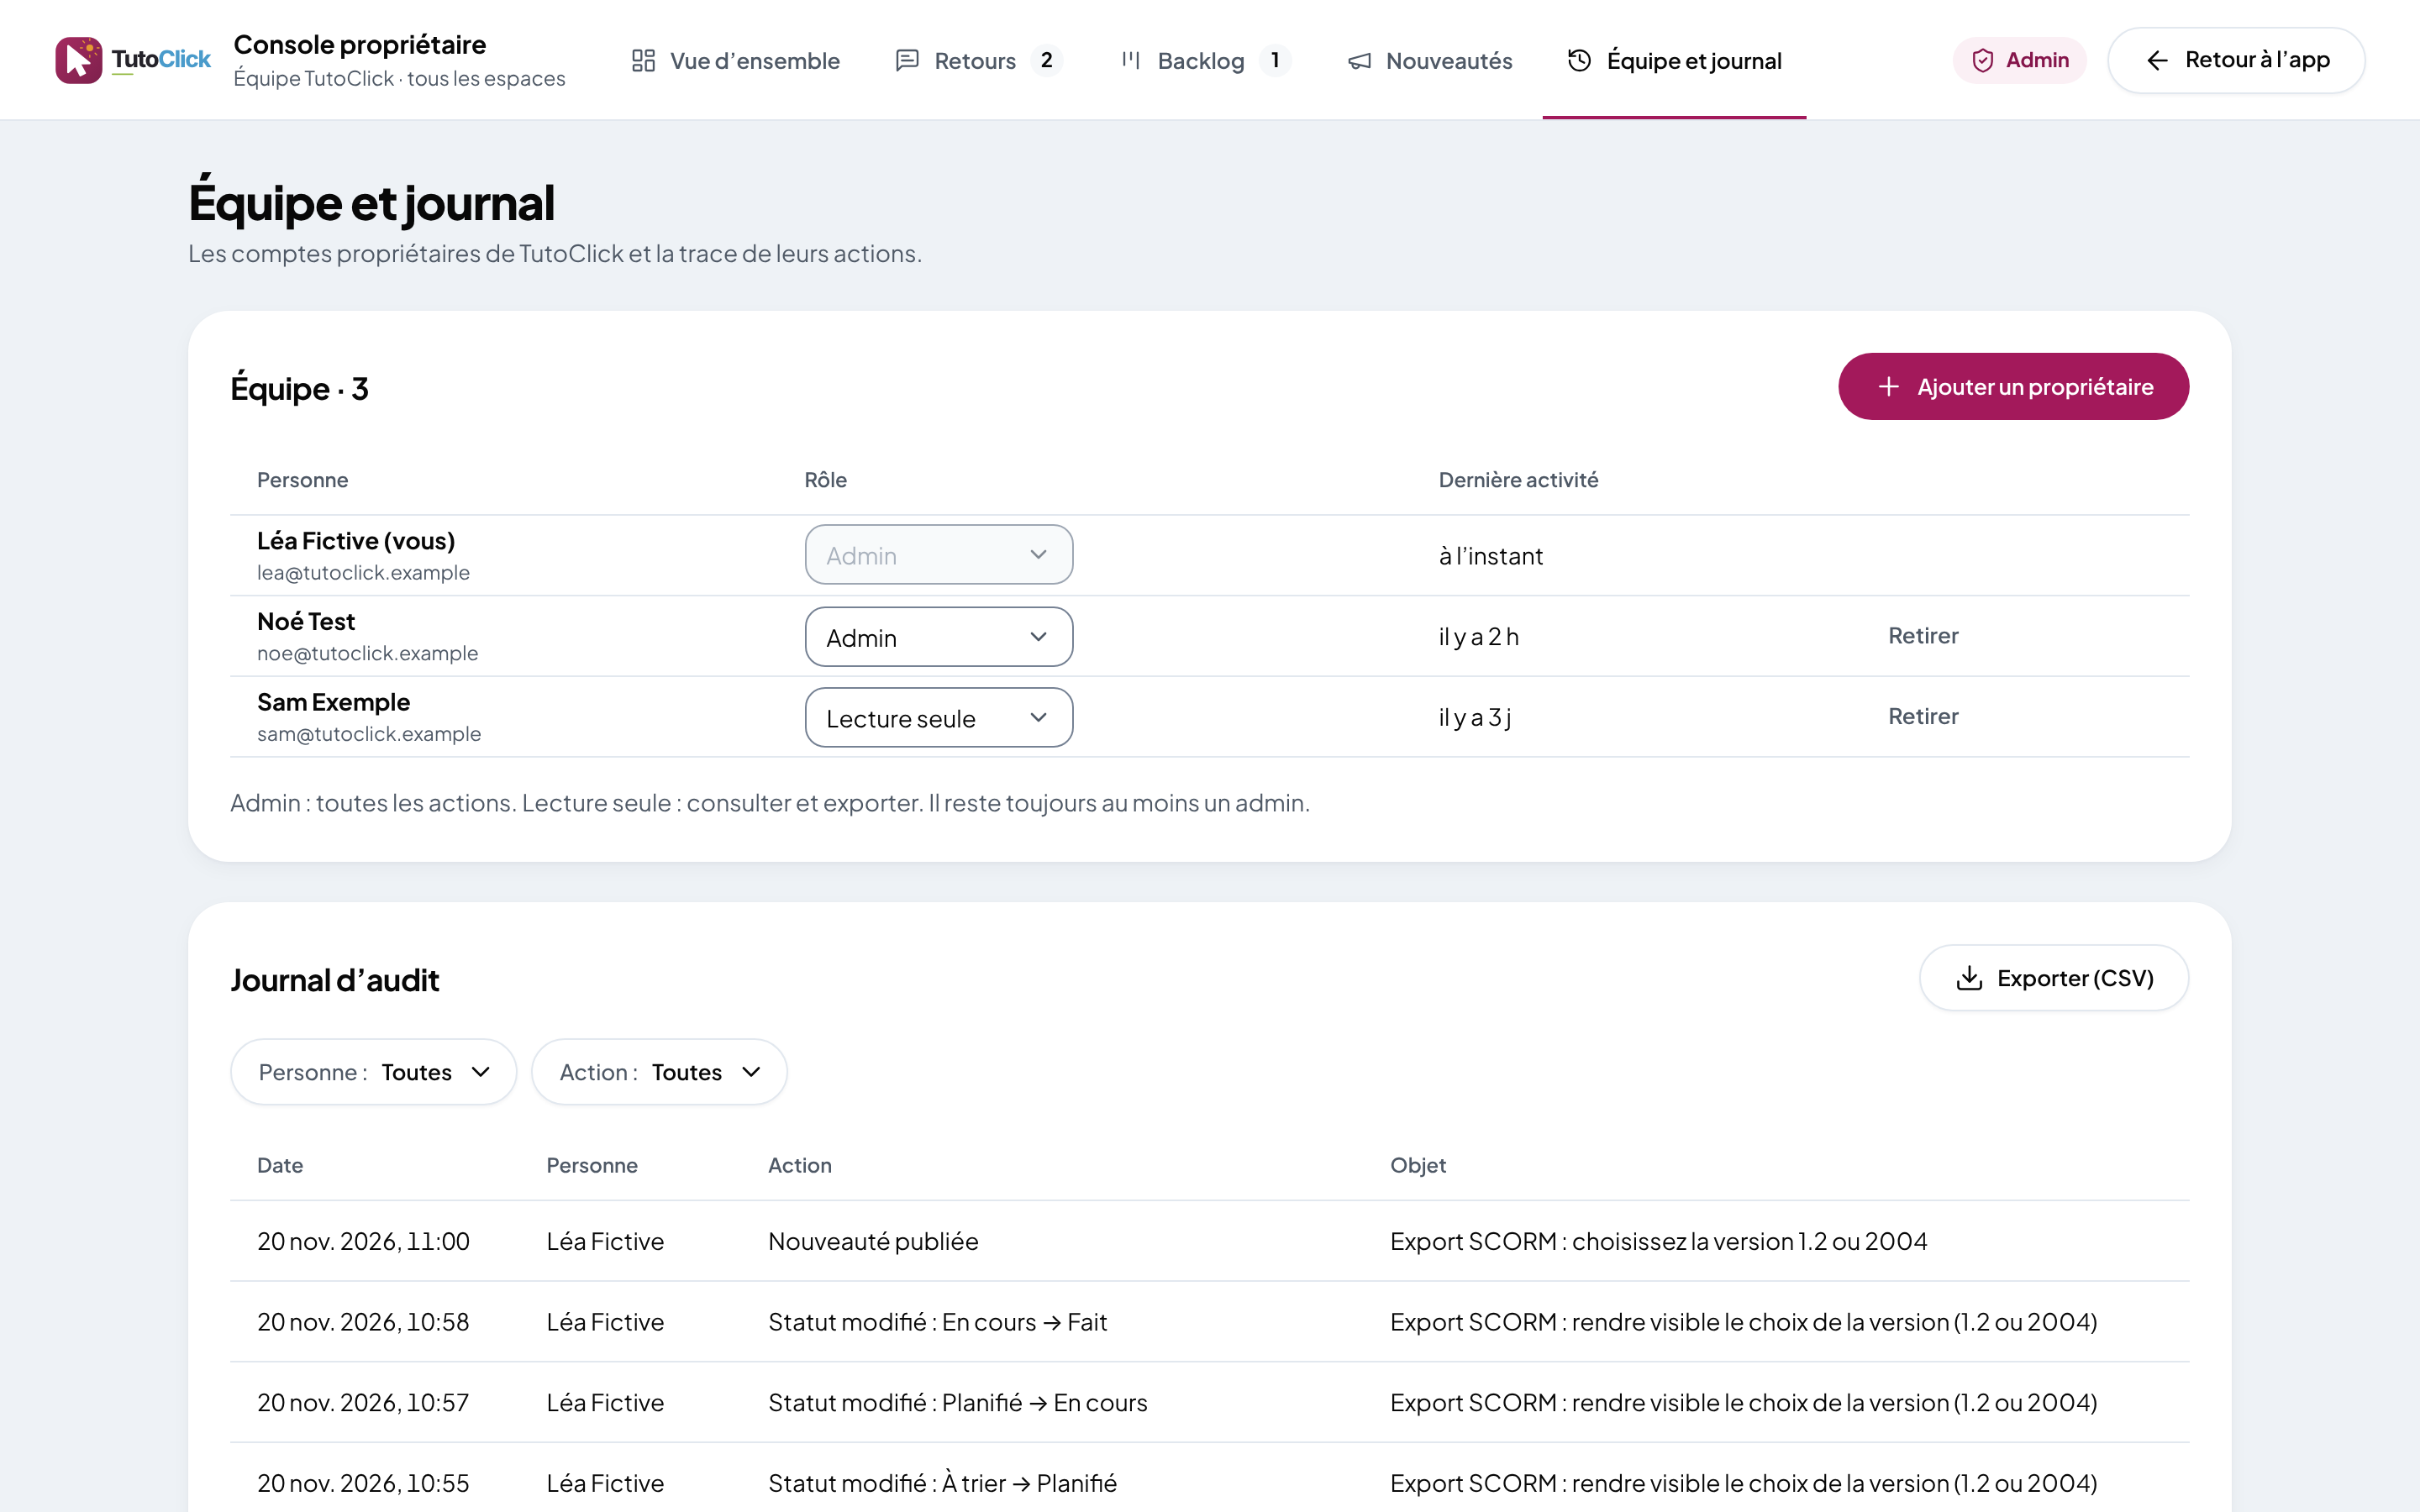 TutoClick
Console propriétaire
Équipe TutoClick · tous les espaces
Vue d’ensemble
Retours 2
Backlog 1
Nouveautés
Équipe et journal
Admin
Retour à l’app
Équipe et journal
Les comptes propriétaires de TutoClick et la trace de leurs actions.
Équipe · 3
Ajouter un propriétaire
Personne Rôle Dernière activité
Léa Fictive (vous)
lea@tutoclick.example
Admin
à l’instant
Noé Test
noe@tutoclick.example
Admin
il y a 2 h
Retirer
Sam Exemple
sam@tutoclick.example
Lecture seule
il y a 3 j
Retirer
Admin : toutes les actions. Lecture seule : consulter et exporter. Il reste toujours au moins un admin.
Journal d’audit
Exporter (CSV)
Personne : Toutes
Action : Toutes
Date Personne Action Objet
20 nov. 2026, 11:00 Léa Fictive Nouveauté publiée Export SCORM : choisissez la version 1.2 ou 2004
20 nov. 2026, 10:58 Léa Fictive Statut modifié : En cours → Fait Export SCORM : rendre visible le choix de la version (1.2 ou 2004)
20 nov. 2026, 10:57 Léa Fictive Statut modifié : Planifié → En cours Export SCORM : rendre visible le choix de la version (1.2 ou 2004)
20 nov. 2026, 10:55 Léa Fictive Statut modifié : À trier → Planifié Export SCORM : rendre visible le choix de la version (1.2 ou 2004)